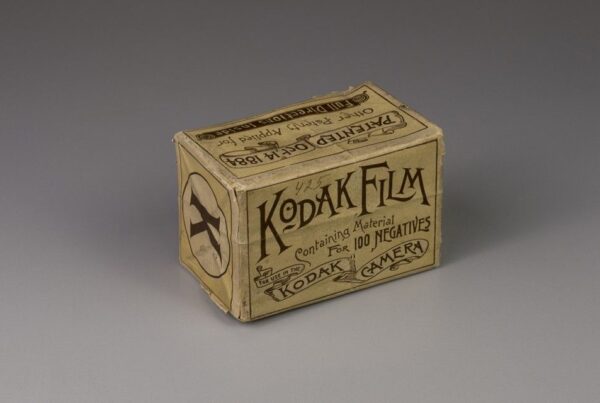 Full Directions Inside
Other Patents Applied for
PATENTED OCT. 14 1884
K
425
KODAK FILM
Containing Material
FOR 100 NEGATIVES
FOR USE IN THE
KODAK CAMERA